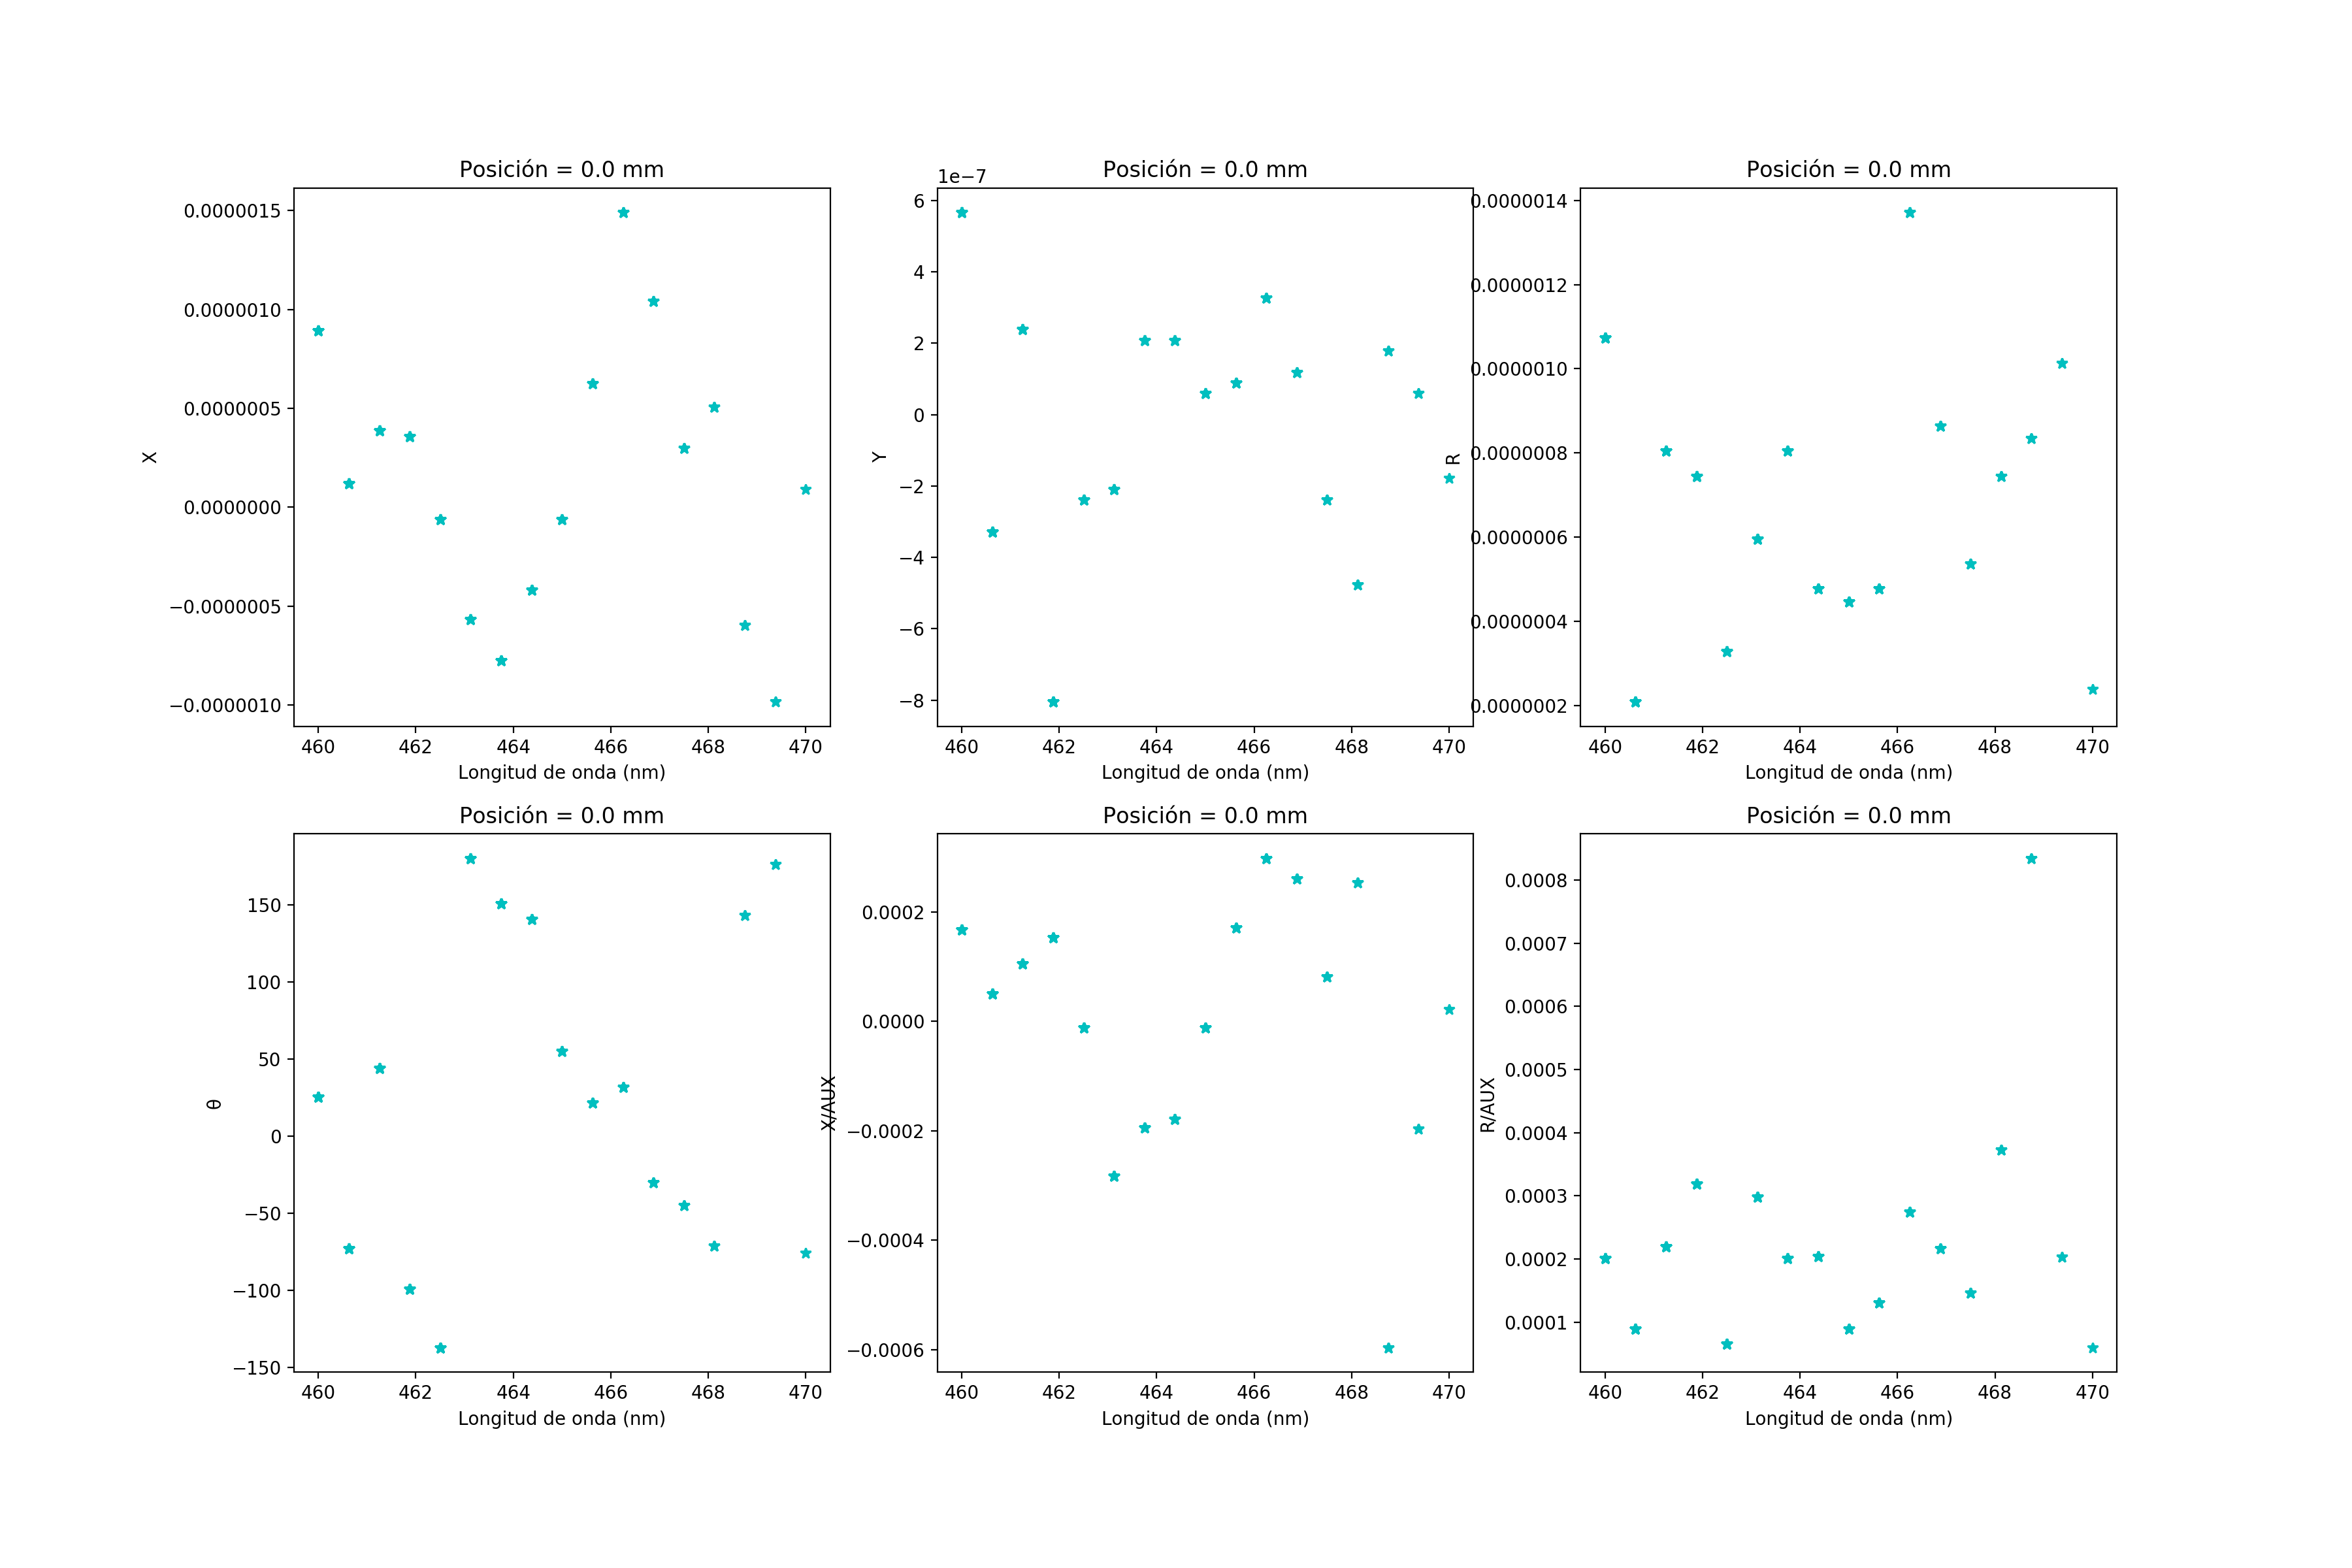 Posición = 0.0 mm
0.0000015
0.0000010
0.0000005
0.0000000
−0.0000005
−0.0000010
X
460 462 464 466 468 470
Longitud de onda (nm)
Posición = 0.0 mm
1e−7
6
4
2
0
−2
−4
−6
−8
Y
460 462 464 466 468 470
Longitud de onda (nm)
Posición = 0.0 mm
0.0000014
0.0000012
0.0000010
0.0000008
0.0000006
0.0000004
0.0000002
R
460 462 464 466 468 470
Longitud de onda (nm)
Posición = 0.0 mm
150
100
50
0
−50
−100
−150
θ
460 462 464 466 468 470
Longitud de onda (nm)
Posición = 0.0 mm
0.0002
0.0000
−0.0002
−0.0004
−0.0006
X/AUX
460 462 464 466 468 470
Longitud de onda (nm)
Posición = 0.0 mm
0.0008
0.0007
0.0006
0.0005
0.0004
0.0003
0.0002
0.0001
R/AUX
460 462 464 466 468 470
Longitud de onda (nm)